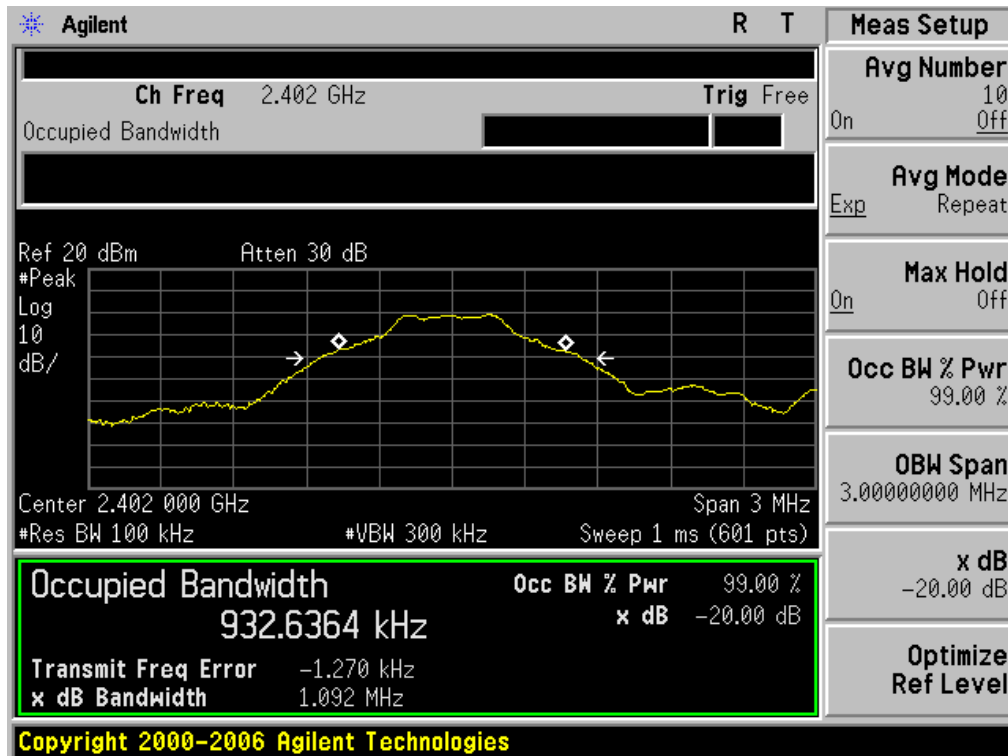 Agilent R T
Meas Setup
Avg Number
10
On Off
Avg Mode
Exp Repeat
Max Hold
On Off
Occ BW % Pwr
99.00 %
OBW Span
3.00000000 MHz
x dB
-20.00 dB
Optimize
Ref Level
Ch Freq 2.402 GHz Trig Free
Occupied Bandwidth
Ref 20 dBm Atten 30 dB
#Peak
Log
10
dB/
Center 2.402 000 GHz Span 3 MHz
#Res BW 100 kHz #VBW 300 kHz Sweep 1 ms (601 pts)
Occupied Bandwidth Occ BW % Pwr 99.00 %
932.6364 kHz x dB -20.00 dB
Transmit Freq Error -1.270 kHz
x dB Bandwidth 1.092 MHz
Copyright 2000-2006 Agilent Technologies